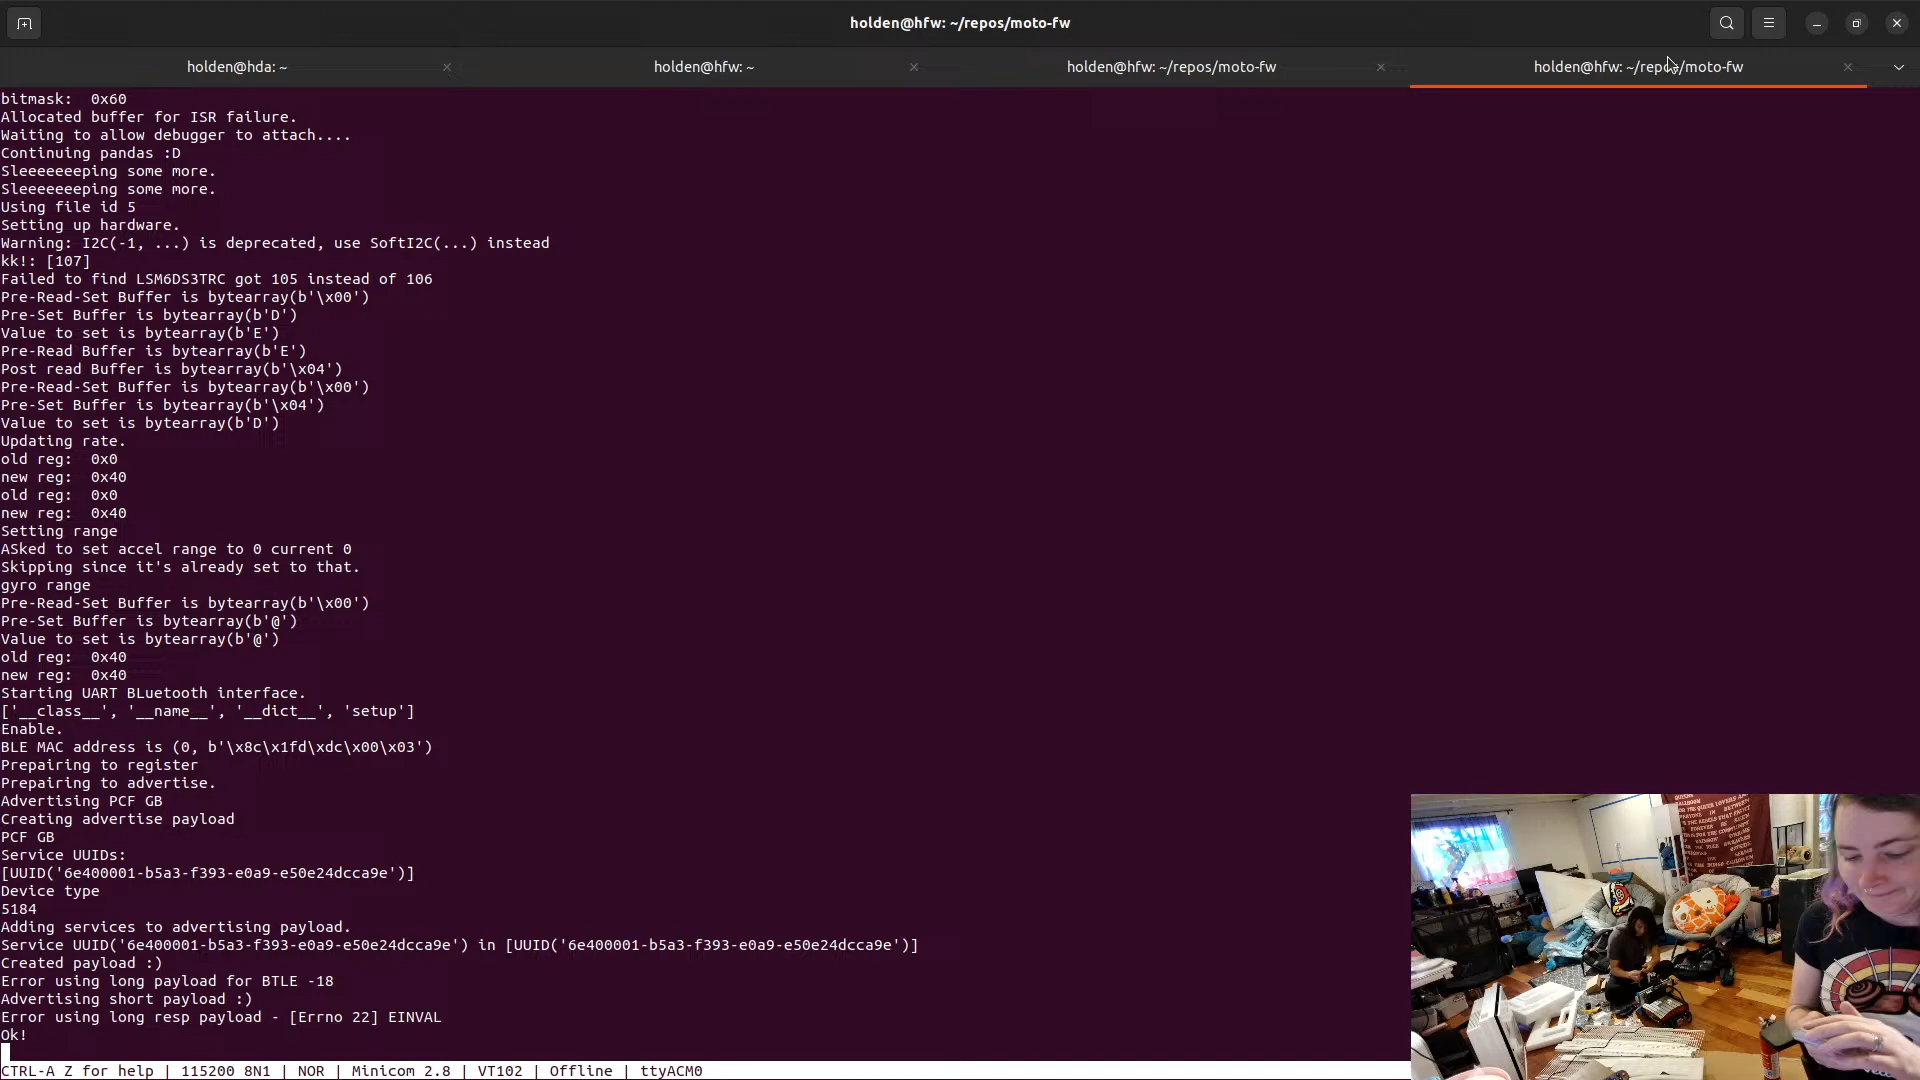 holden@hfw: ~/repos/moto-fw
holden@hda: ~
holden@hfw: ~
holden@hfw: ~/repos/moto-fw
holden@hfw: ~/repos/moto-fw
bitmask:  0x60
Allocated buffer for ISR failure.
Waiting to allow debugger to attach....
Continuing pandas :D
Sleeeeeeeping some more.
Sleeeeeeeping some more.
Using file id 5
Setting up hardware.
Warning: I2C(-1, ...) is deprecated, use SoftI2C(...) instead
kk!: [107]
Failed to find LSM6DS3TRC got 105 instead of 106
Pre-Read-Set Buffer is bytearray(b'\x00')
Pre-Set Buffer is bytearray(b'D')
Value to set is bytearray(b'E')
Pre-Read Buffer is bytearray(b'E')
Post read Buffer is bytearray(b'\x04')
Pre-Read-Set Buffer is bytearray(b'\x00')
Pre-Set Buffer is bytearray(b'\x04')
Value to set is bytearray(b'D')
Updating rate.
old reg:  0x0
new reg:  0x40
old reg:  0x0
new reg:  0x40
Setting range
ASked to set accel range to 0 current 0
Skipping since it's already set to that.
gyro range
Pre-Read-Set Buffer is bytearray(b'\x00')
Pre-Set Buffer is bytearray(b'@')
Value to set is bytearray(b'@')
old reg:  0x40
new reg:  0x40
Starting UART BLuetooth interface.
['__class__', '__name__', '__dict__', 'setup']
Enable.
BLE MAC address is (0, b'\x8c\x1fd\xdc\x00\x03')
Prepairing to register
Prepairing to advertise.
Advertising PCF GB
Creating advertise payload
PCF GB
Service UUIDs:
[UUID('6e400001-b5a3-f393-e0a9-e50e24dcca9e')]
Device type
5184
Adding services to advertising payload.
Service UUID('6e400001-b5a3-f393-e0a9-e50e24dcca9e') in [UUID('6e400001-b5a3-f393-e0a9-e50e24dcca9e')]
Created payload :)
Error using long payload for BTLE -18
Advertising short payload :)
Error using long resp payload - [Errno 22] EINVAL
Ok!
CTRL-A Z for help | 115200 8N1 | NOR | Minicom 2.8 | VT102 | Offline | ttyACM0